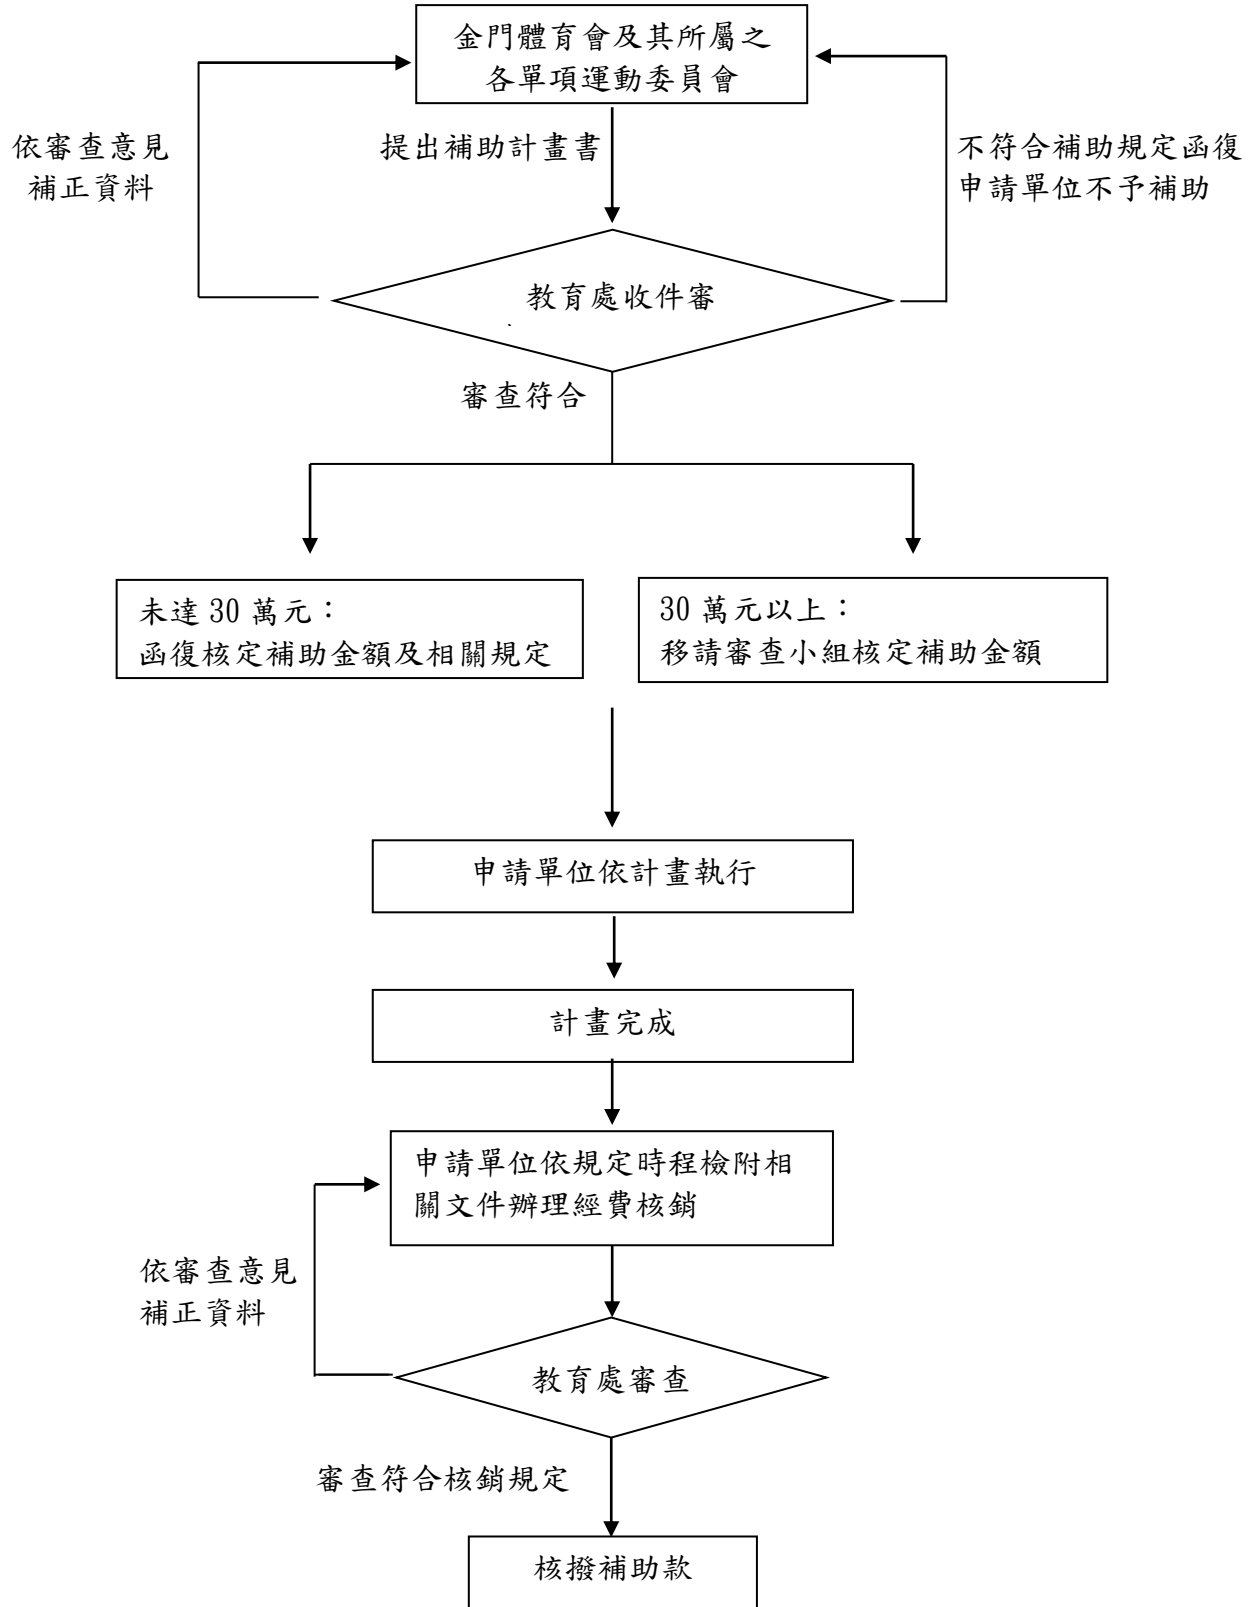 金門體育會及其所屬之
各單項運動委員會
依審查意見
補正資料
提出補助計畫書
不符合補助規定函復
申請單位不予補助
教育處收件審
審查符合
未達 30 萬元：
函復核定補助金額及相關規定
30 萬元以上：
移請審查小組核定補助金額
申請單位依計畫執行
計畫完成
申請單位依規定時程檢附相
關文件辦理經費核銷
依審查意見
補正資料
教育處審查
審查符合核銷規定
核撥補助款